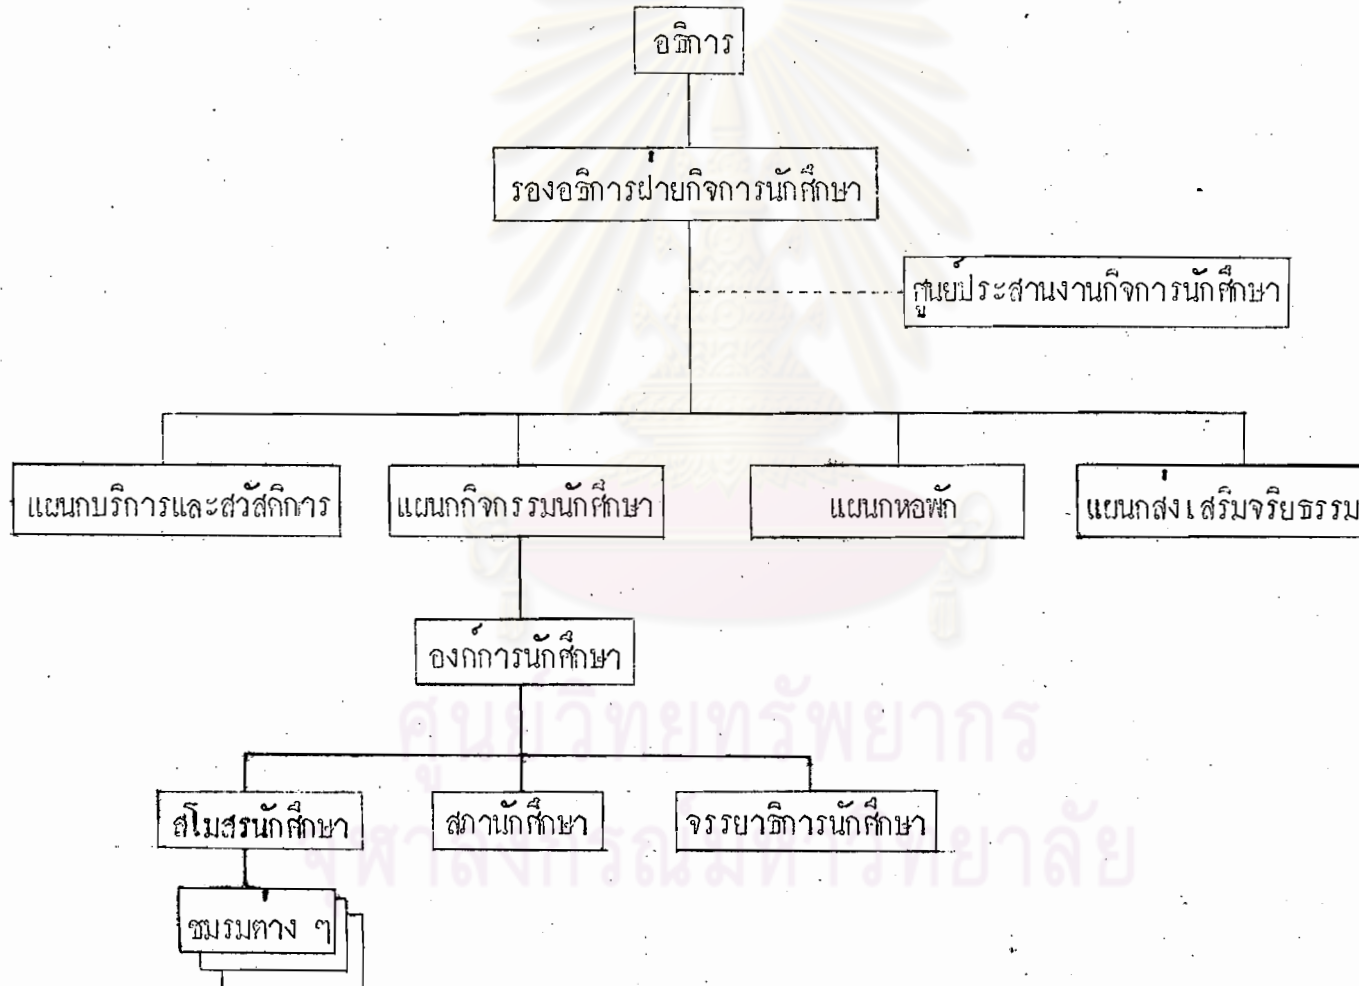 อธิการ
รองอธิการฝ่ายกิจการนักศึกษา
ศูนย์ประสานงานกิจการนักศึกษา
แผนกบริการและสวัสดิการ
แผนกกิจกรรมนักศึกษา
แผนกหอพัก
แผนกส่งเสริมจริยธรรม
องค์การนักศึกษา
สโมสรนักศึกษา
สภานักศึกษา
จรรยาธิการนักศึกษา
ชมรมต่าง ๆ
ศูนย์วิทยทรัพยากร
จุฬาลงกรณ์มหาวิทยาลัย